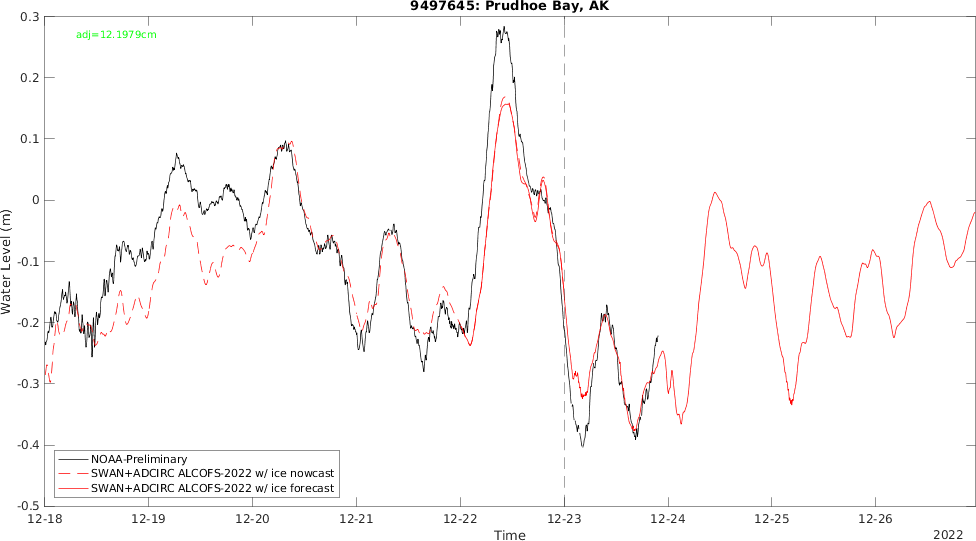 9497645: Prudhoe Bay, AK
adj=12.1979cm
0.3
0.2
0.1
0
-0.1
-0.2
-0.3
-0.4
-0.5
Water Level (m)
NOAA-Preliminary
SWAN+ADCIRC ALCOFS-2022 w/ ice nowcast
SWAN+ADCIRC ALCOFS-2022 w/ ice forecast
12-18 12-19 12-20 12-21 12-22 12-23 12-24 12-25 12-26
Time
2022